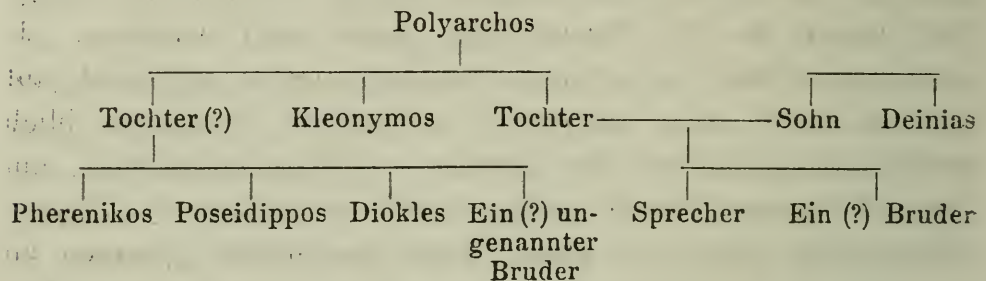 Polyarchos
Tochter (?) Kleonymos Tochter Sohn Deinias
Pherenikos Poseidippos Diokles Ein (?) un- Sprecher Ein (?) Bruder
genannter
Bruder